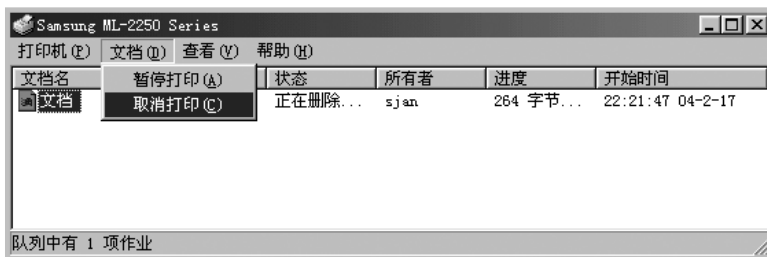 Samsung ML-2250 Series
打印机(P) 文档(D) 查看(V) 帮助(H)
文档名 状态 所有者 进度 开始时间
暂停打印(A)
文档 正在删除... sjan 264 字节... 22:21:47 04-2-17
取消打印(C)
队列中有 1 项作业